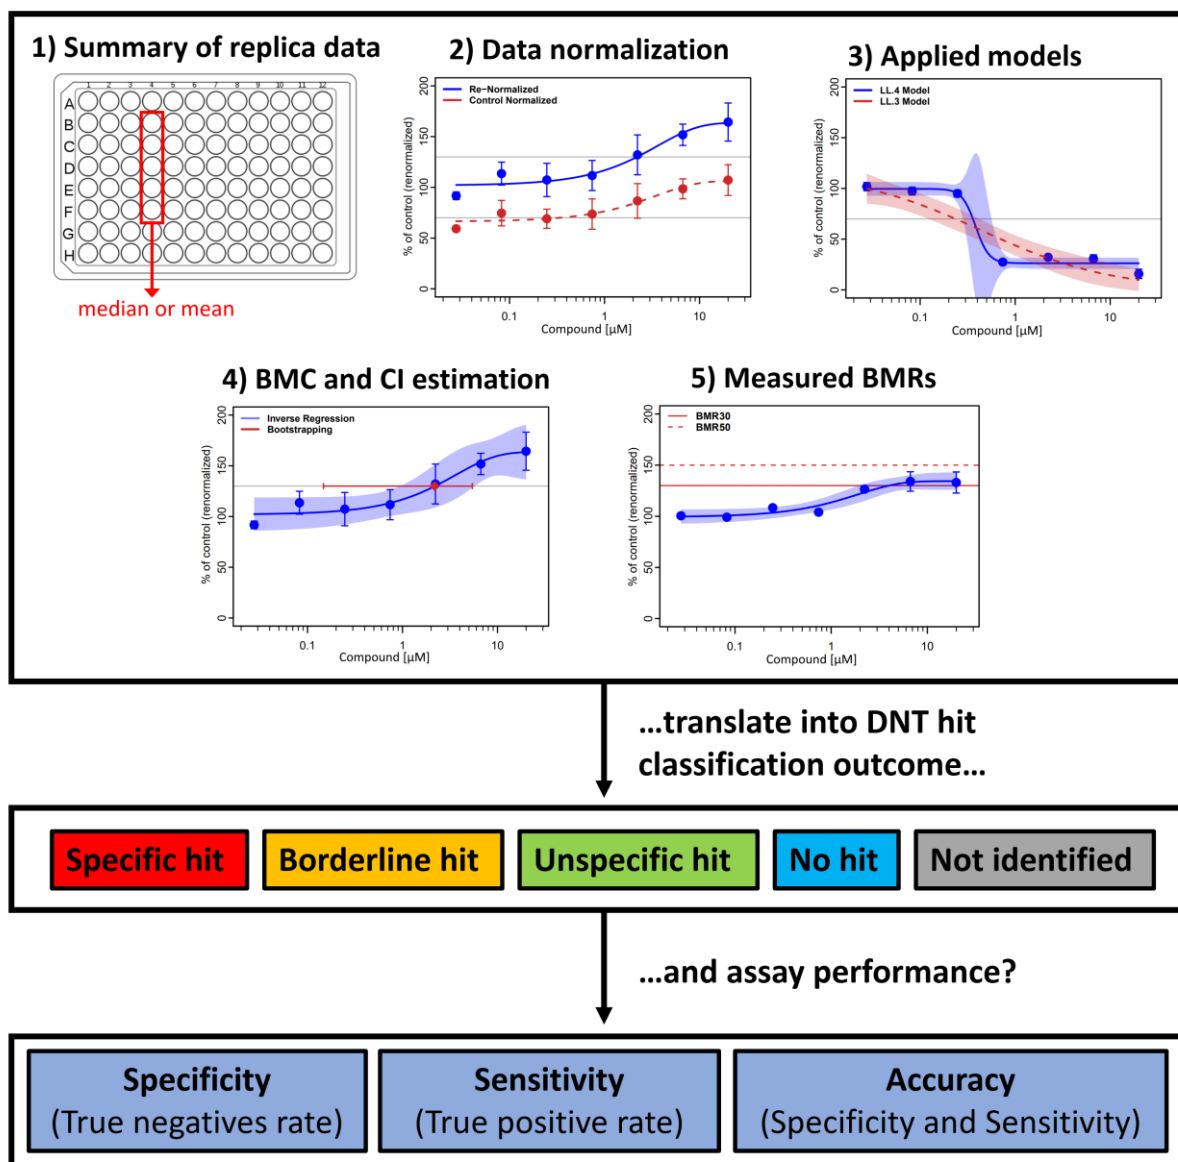 1) Summary of replica data
1 2 3 4 5 6 7 8 9 10 11 12
A
B
C
D
E
F
G
H
median or mean
2) Data normalization
Re-Normalized
Control Normalized
% of control (renormalized)
200
150
100
50
0
0.1 1 10
Compound [µM]
3) Applied models
LL.4 Model
LL.3 Model
% of control (renormalized)
200
150
100
50
0
0.1 1 10
Compound [µM]
4) BMC and CI estimation
Inverse Regression
Bootstrapping
% of control (renormalized)
200
150
100
50
0
0.1 1 10
Compound [µM]
5) Measured BMRs
BMR30
BMR50
% of control (renormalized)
200
150
100
50
0
0.1 1 10
Compound [µM]
...translate into DNT hit
classification outcome...
Specific hit
Borderline hit
Unspecific hit
No hit
Not identified
...and assay performance?
Specificity
(True negatives rate)
Sensitivity
(True positive rate)
Accuracy
(Specificity and Sensitivity)